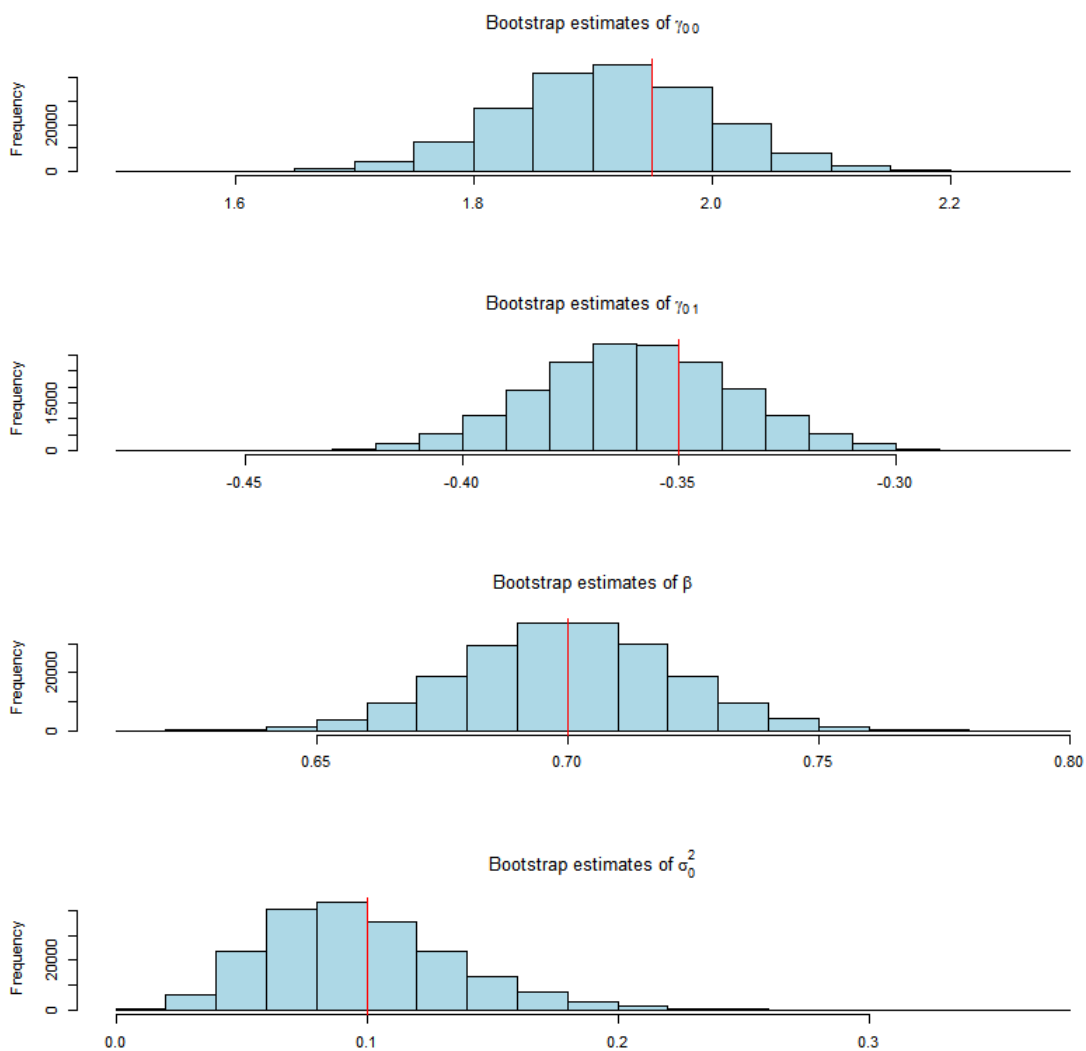 Bootstrap estimates of γ₀₀
Frequency
0 20000
1.6 1.8 2.0 2.2
Bootstrap estimates of γ₀₁
Frequency
0 15000
-0.45 -0.40 -0.35 -0.30
Bootstrap estimates of β
Frequency
0 20000
0.65 0.70 0.75 0.80
Bootstrap estimates of σ₀²
Frequency
0 20000
0.0 0.1 0.2 0.3